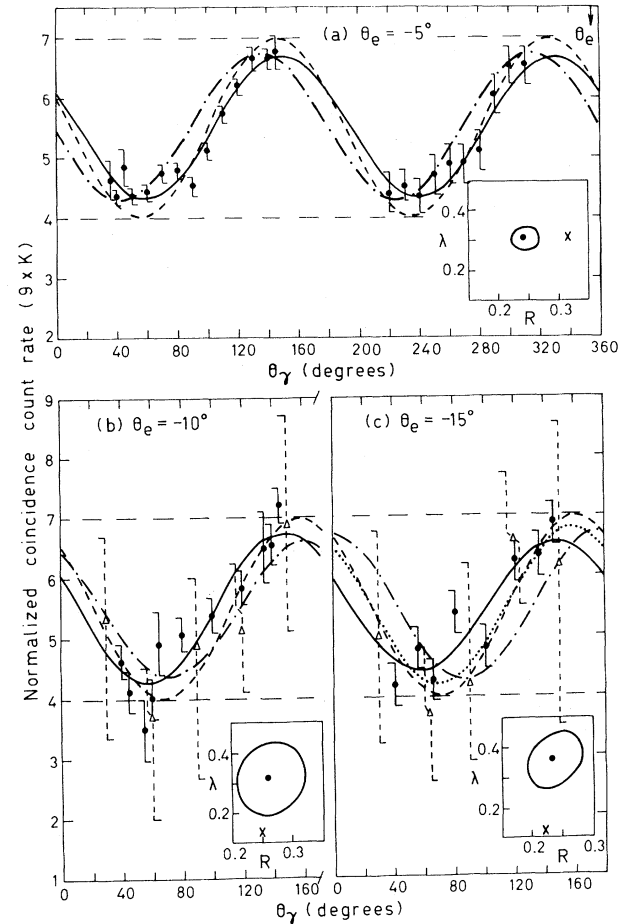 (a) θe = -5°
θe
7
6
5
4
3
2
0 40 80 120 160 200 240 280 320 360
θγ (degrees)
0.4
λ
0.2
x
0.2 0.3
R
Normalized coincidence count rate (9 x K)
9
8
7
6
5
4
3
2
1
(b) θe = -10°
0.4
λ
0.2
x
0.2 0.3
R
0 40 80 120 160
(c) θe = -15°
0.4
λ
0.2
x
0.2 0.3
R
0 40 80 120 160
θγ (degrees)